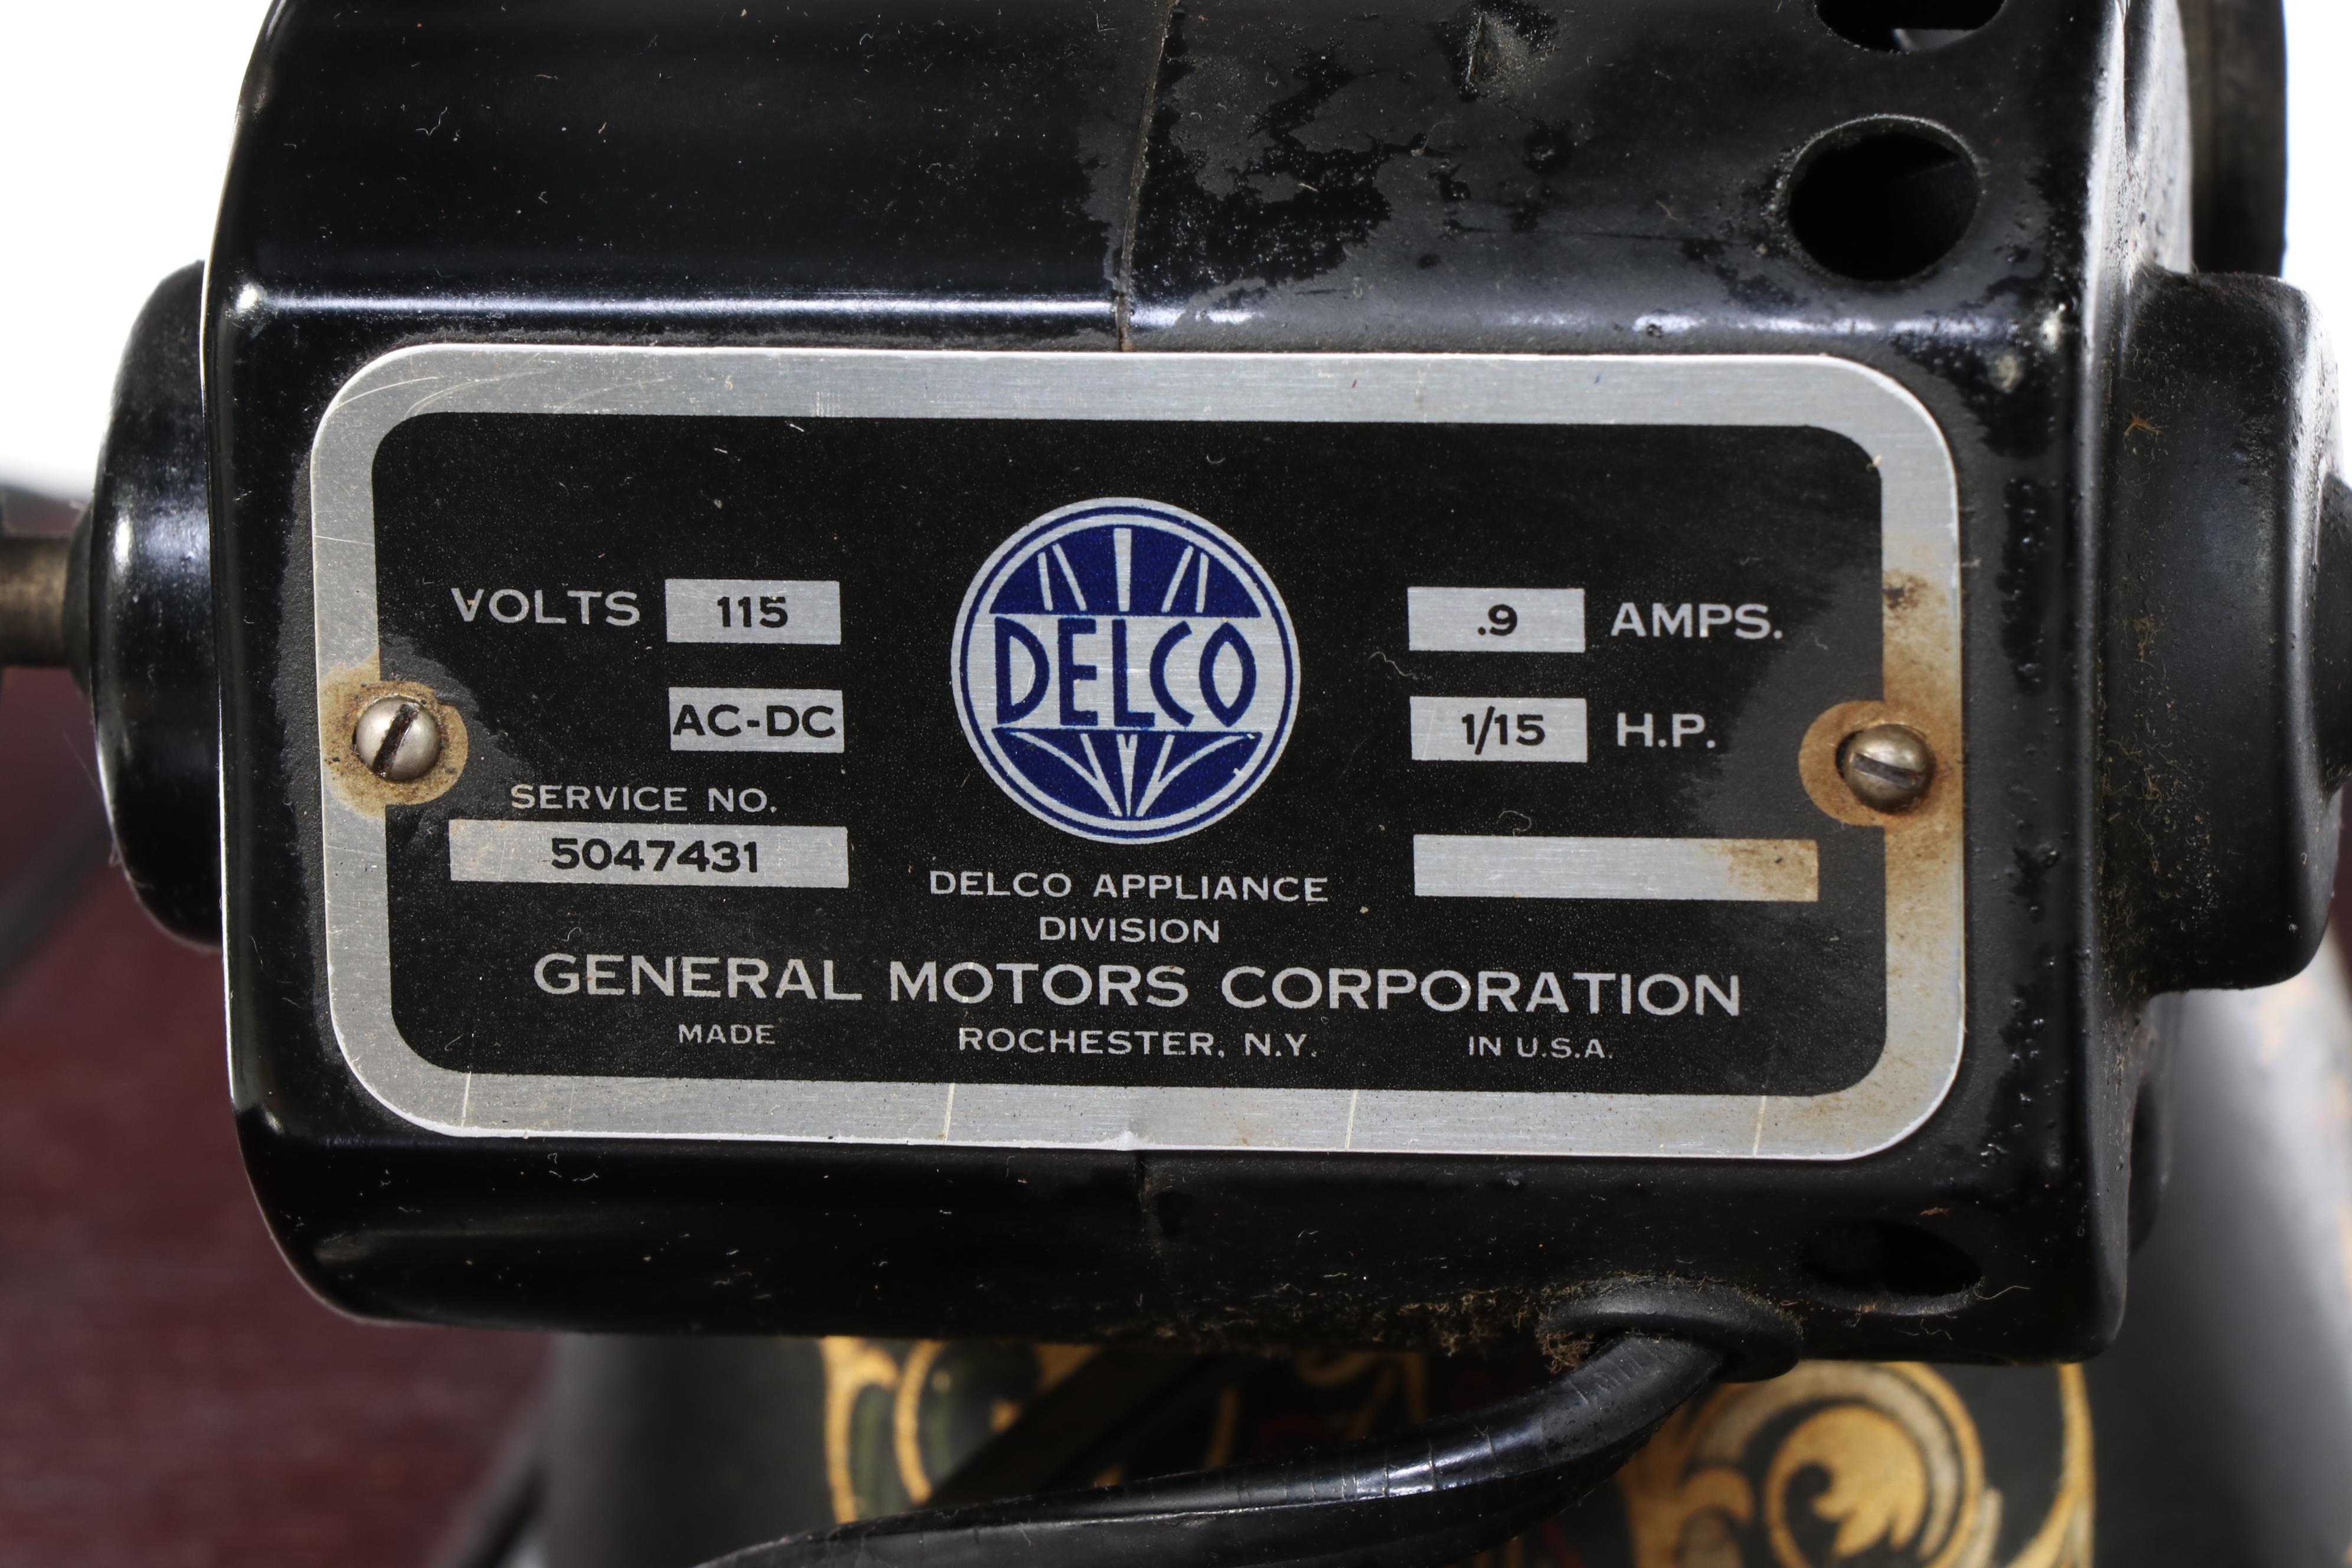 VOLTS 115
.9 AMPS.
AC-DC
1/15 H.P.
DELCO
SERVICE NO.
5047431
DELCO APPLIANCE
DIVISION
GENERAL MOTORS CORPORATION
MADE ROCHESTER, N.Y. IN U.S.A.